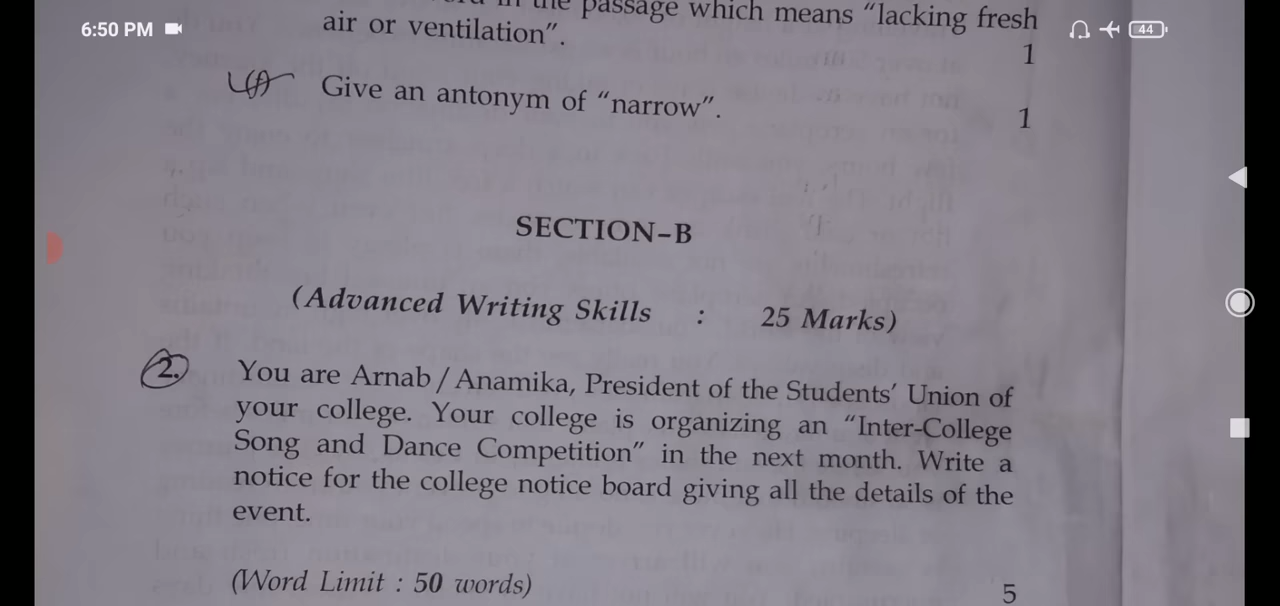 the passage which means "lacking fresh
air or ventilation".
1
6:50 PM
44
Give an antonym of "narrow".
1
SECTION-B
(Advanced Writing Skills : 25 Marks)
2. You are Arnab / Anamika, President of the Students' Union of
your college. Your college is organizing an "Inter-College
Song and Dance Competition" in the next month. Write a
notice for the college notice board giving all the details of the
event.
(Word Limit : 50 words)
5